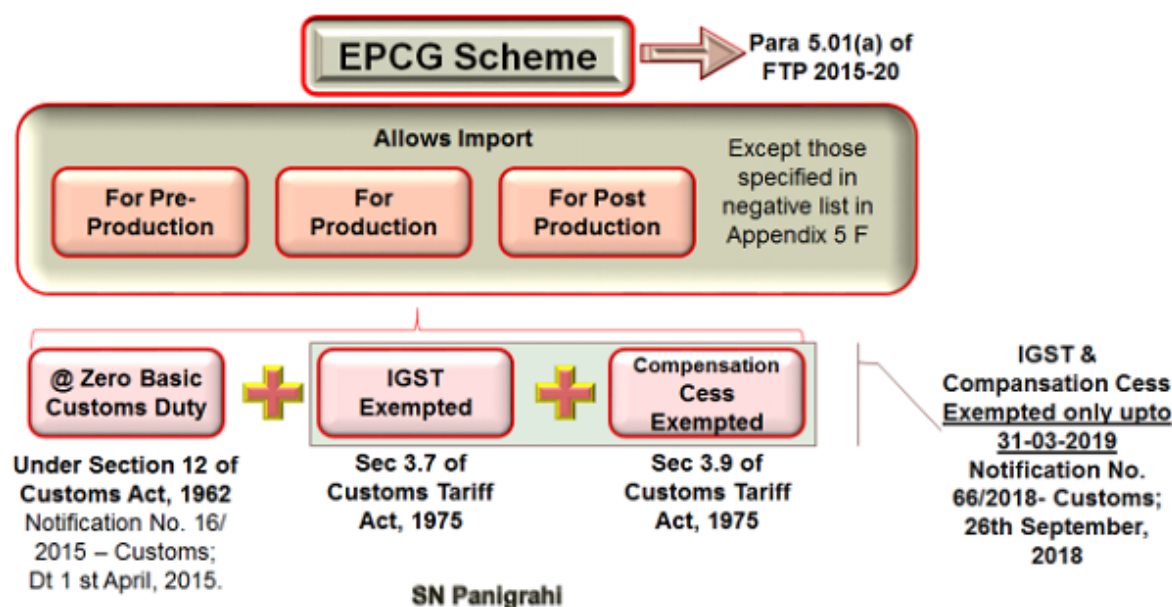 EPCG Scheme
Para 5.01(a) of
FTP 2015-20
Allows Import
For Pre-
Production
For
Production
For Post
Production
Except those
specified in
negative list in
Appendix 5 F
@ Zero Basic
Customs Duty
IGST
Exempted
Compensation
Cess
Exempted
Under Section 12 of
Customs Act, 1962
Notification No. 16/
2015 – Customs;
Dt 1 st April, 2015.
Sec 3.7 of
Customs Tariff
Act, 1975
Sec 3.9 of
Customs Tariff
Act, 1975
IGST &
Compansation Cess
Exempted only upto
31-03-2019
Notification No.
66/2018- Customs;
26th September,
2018
SN Panigrahi